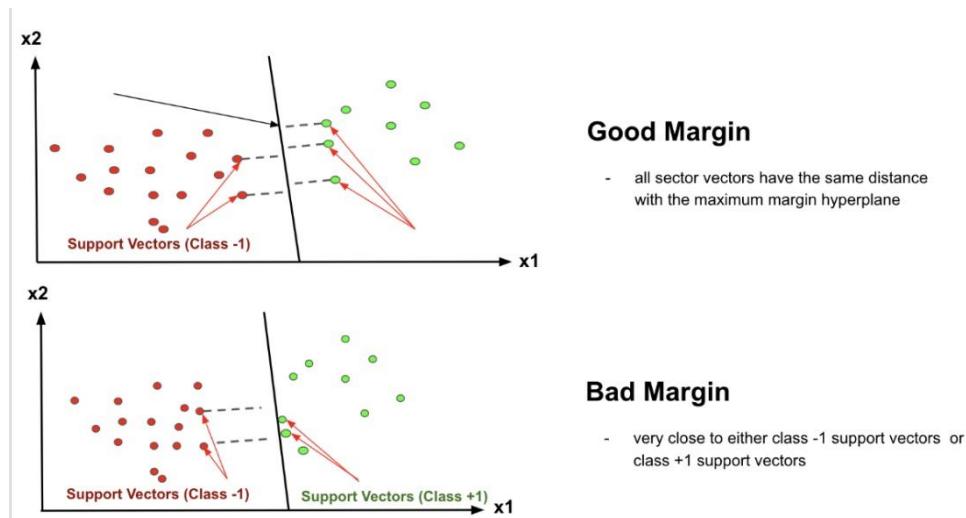 x2
Good Margin
- all sector vectors have the same distance
with the maximum margin hyperplane
Support Vectors (Class -1)
x1
x2
Bad Margin
- very close to either class -1 support vectors or
class +1 support vectors
Support Vectors (Class -1)
Support Vectors (Class +1)
x1